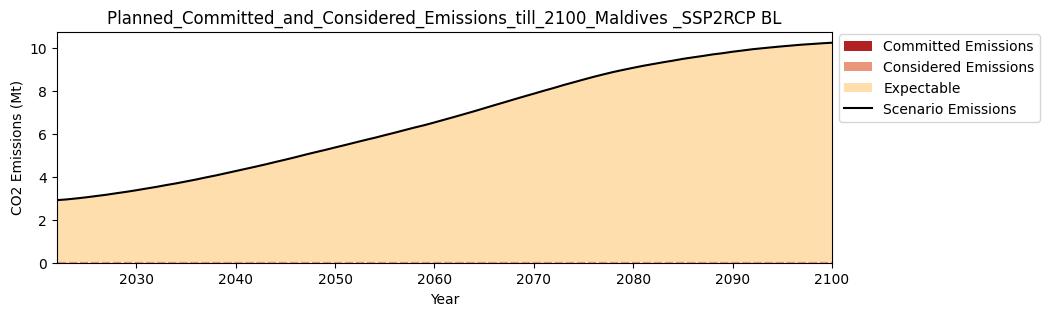 Planned_Committed_and_Considered_Emissions_till_2100_Maldives _SSP2RCP BL
CO2 Emissions (Mt)
10
8
6
4
2
0
2030 2040 2050 2060 2070 2080 2090 2100
Year
Committed Emissions
Considered Emissions
Expectable
Scenario Emissions